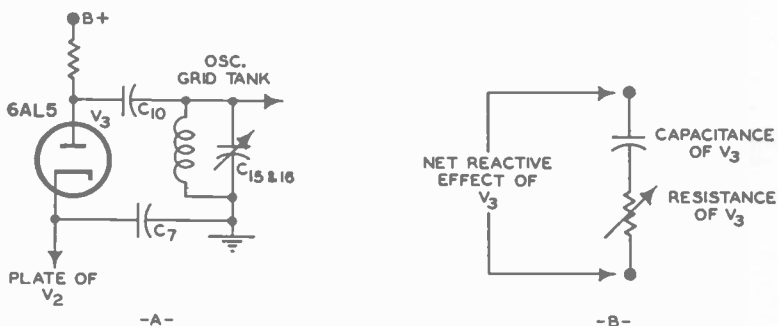 B+
OSC.
GRID TANK
6AL5
V3
C10
C15&16
C7
PLATE OF
V2
-A-
NET REACTIVE
EFFECT OF
V3
CAPACITANCE
OF V3
RESISTANCE
OF V3
-B-